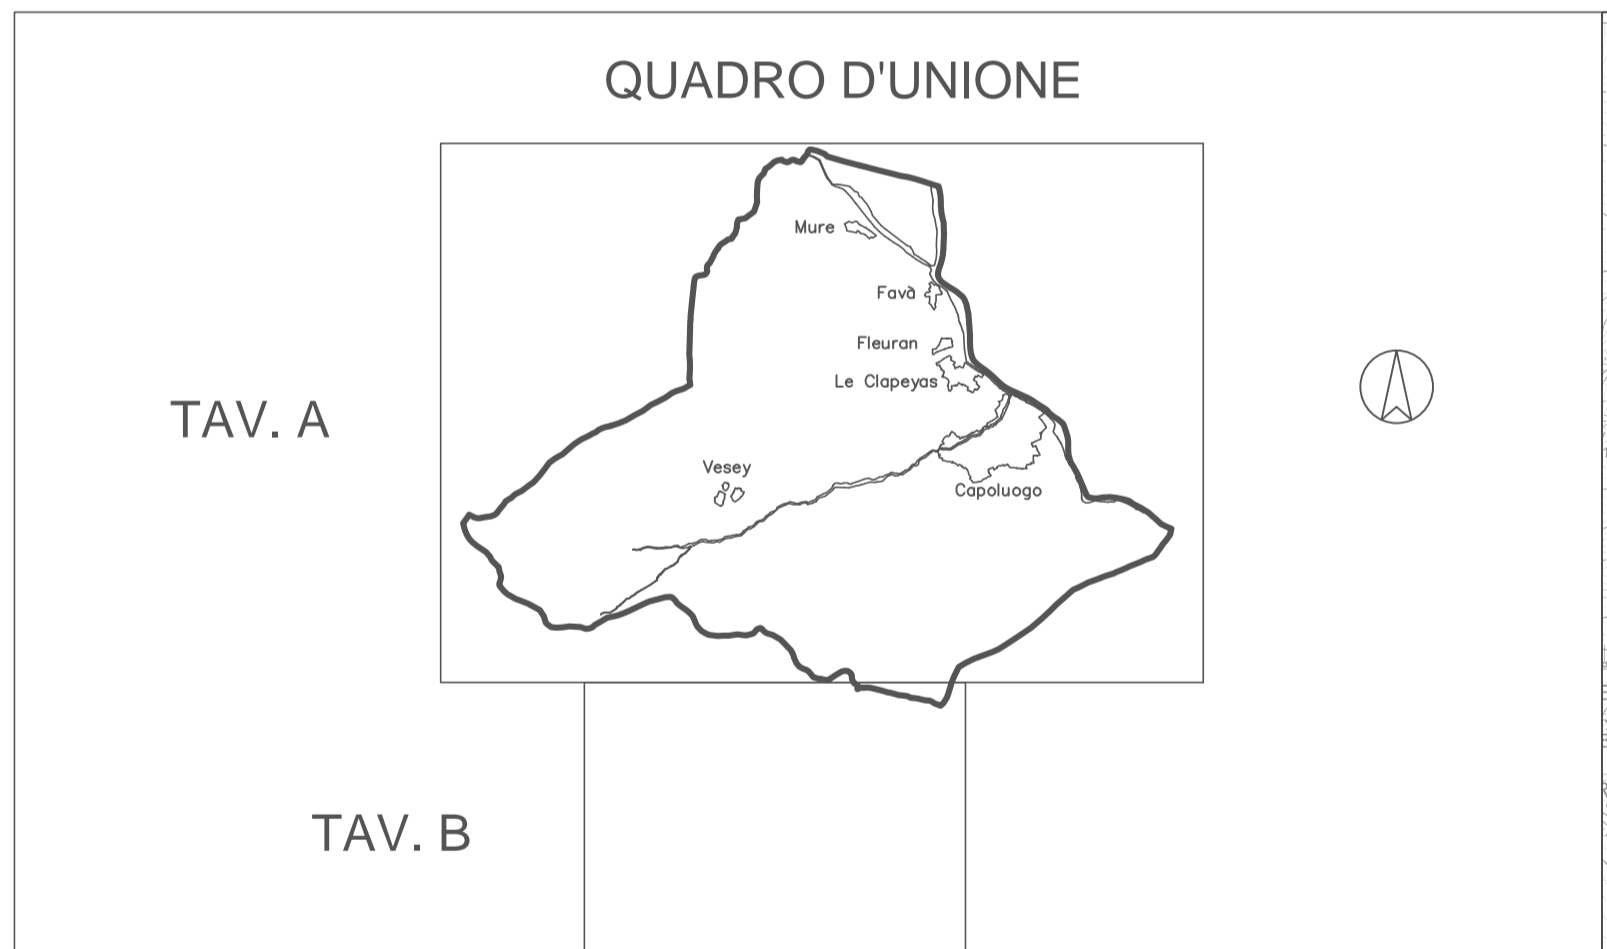 QUADRO D'UNIONE
Mure
Favà
Fleuran
Le Clapeyas
TAV. A
Vesey
Capoluogo
TAV. B